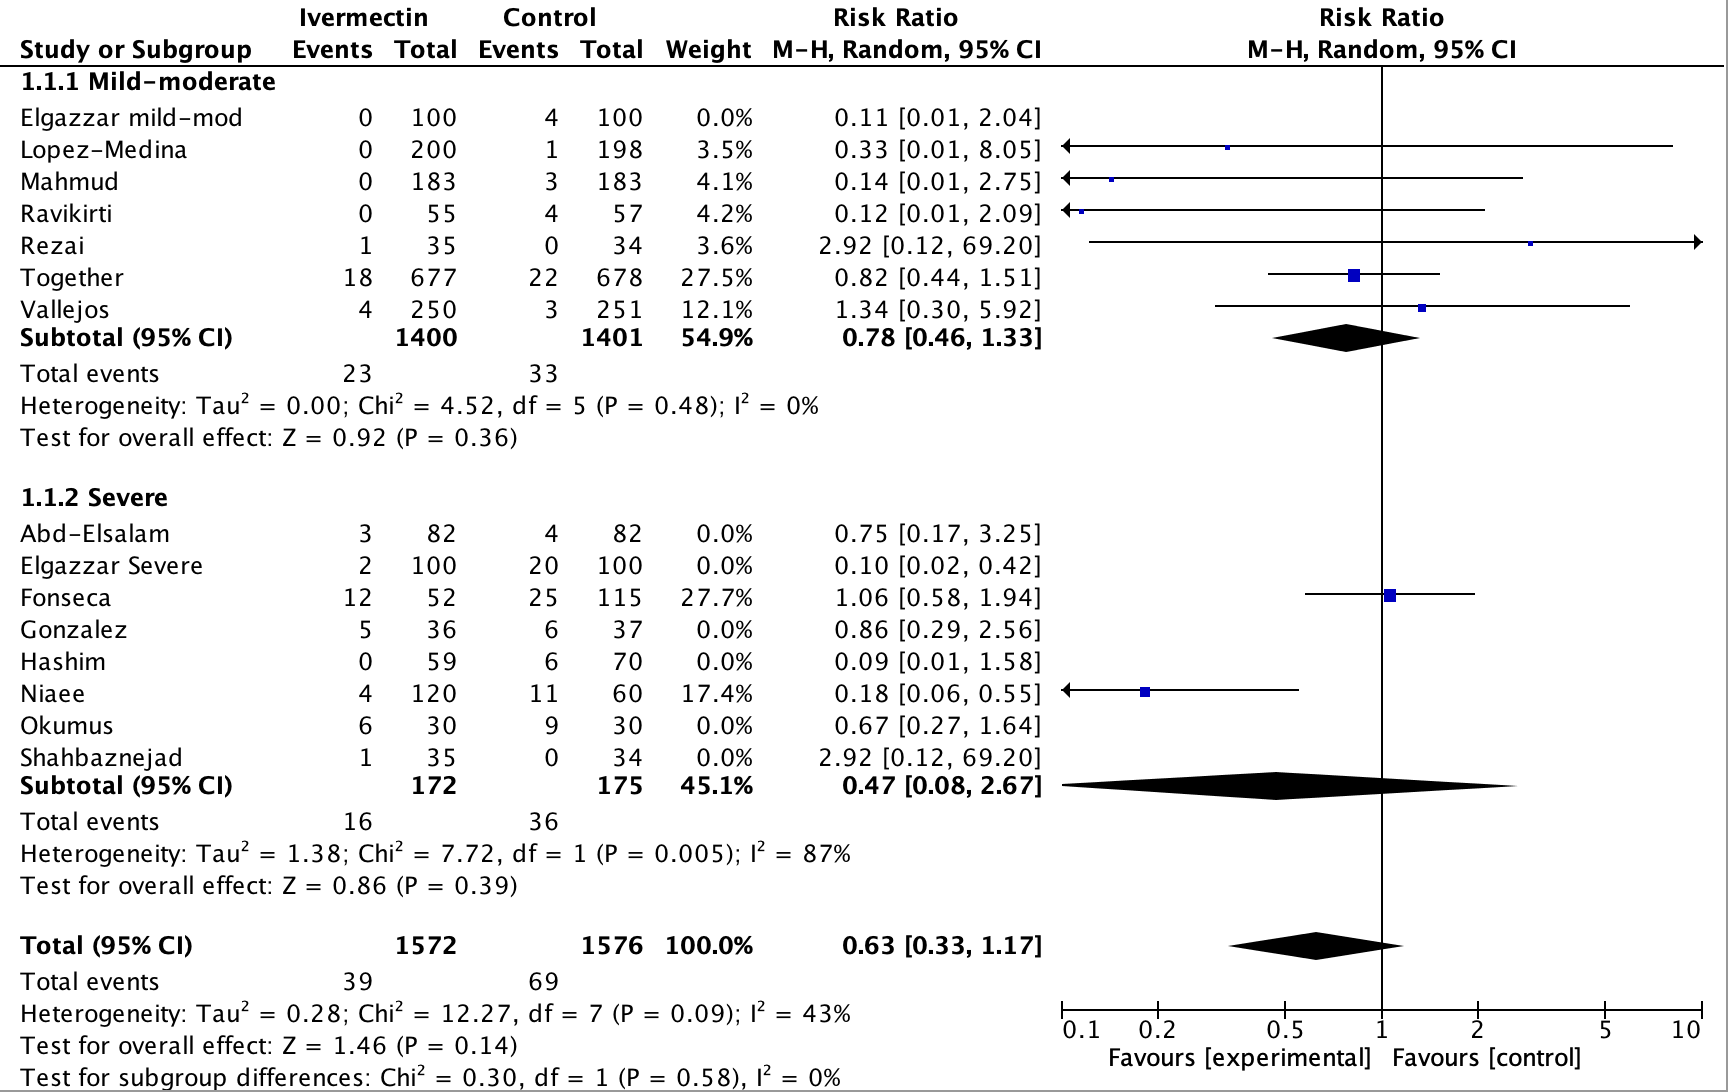 Ivermectin Control Risk Ratio Risk Ratio
Study or Subgroup Events Total Events Total Weight M-H, Random, 95% CI M-H, Random, 95% CI
1.1.1 Mild-moderate
Elgazzar mild-mod 0 100 4 100 0.0% 0.11 [0.01, 2.04]
Lopez-Medina 0 200 1 198 3.5% 0.33 [0.01, 8.05]
Mahmud 0 183 3 183 4.1% 0.14 [0.01, 2.75]
Ravikirti 0 55 4 57 4.2% 0.12 [0.01, 2.09]
Rezai 1 35 0 34 3.6% 2.92 [0.12, 69.20]
Together 18 677 22 678 27.5% 0.82 [0.44, 1.51]
Vallejos 4 250 3 251 12.1% 1.34 [0.30, 5.92]
Subtotal (95% CI) 1400 1401 54.9% 0.78 [0.46, 1.33]
Total events 23 33
Heterogeneity: Tau² = 0.00; Chi² = 4.52, df = 5 (P = 0.48); I² = 0%
Test for overall effect: Z = 0.92 (P = 0.36)
1.1.2 Severe
Abd-Elsalam 3 82 4 82 0.0% 0.75 [0.17, 3.25]
Elgazzar Severe 2 100 20 100 0.0% 0.10 [0.02, 0.42]
Fonseca 12 52 25 115 27.7% 1.06 [0.58, 1.94]
Gonzalez 5 36 6 37 0.0% 0.86 [0.29, 2.56]
Hashim 0 59 6 70 0.0% 0.09 [0.01, 1.58]
Niaee 4 120 11 60 17.4% 0.18 [0.06, 0.55]
Okumus 6 30 9 30 0.0% 0.67 [0.27, 1.64]
Shahbaznejad 1 35 0 34 0.0% 2.92 [0.12, 69.20]
Subtotal (95% CI) 172 175 45.1% 0.47 [0.08, 2.67]
Total events 16 36
Heterogeneity: Tau² = 1.38; Chi² = 7.72, df = 1 (P = 0.005); I² = 87%
Test for overall effect: Z = 0.86 (P = 0.39)
Total (95% CI) 1572 1576 100.0% 0.63 [0.33, 1.17]
Total events 39 69
Heterogeneity: Tau² = 0.28; Chi² = 12.27, df = 7 (P = 0.09); I² = 43%
Test for overall effect: Z = 1.46 (P = 0.14)
Test for subgroup differences: Chi² = 0.30, df = 1 (P = 0.58), I² = 0%
0.1 0.2 0.5 1 2 5 10
Favours [experimental] Favours [control]